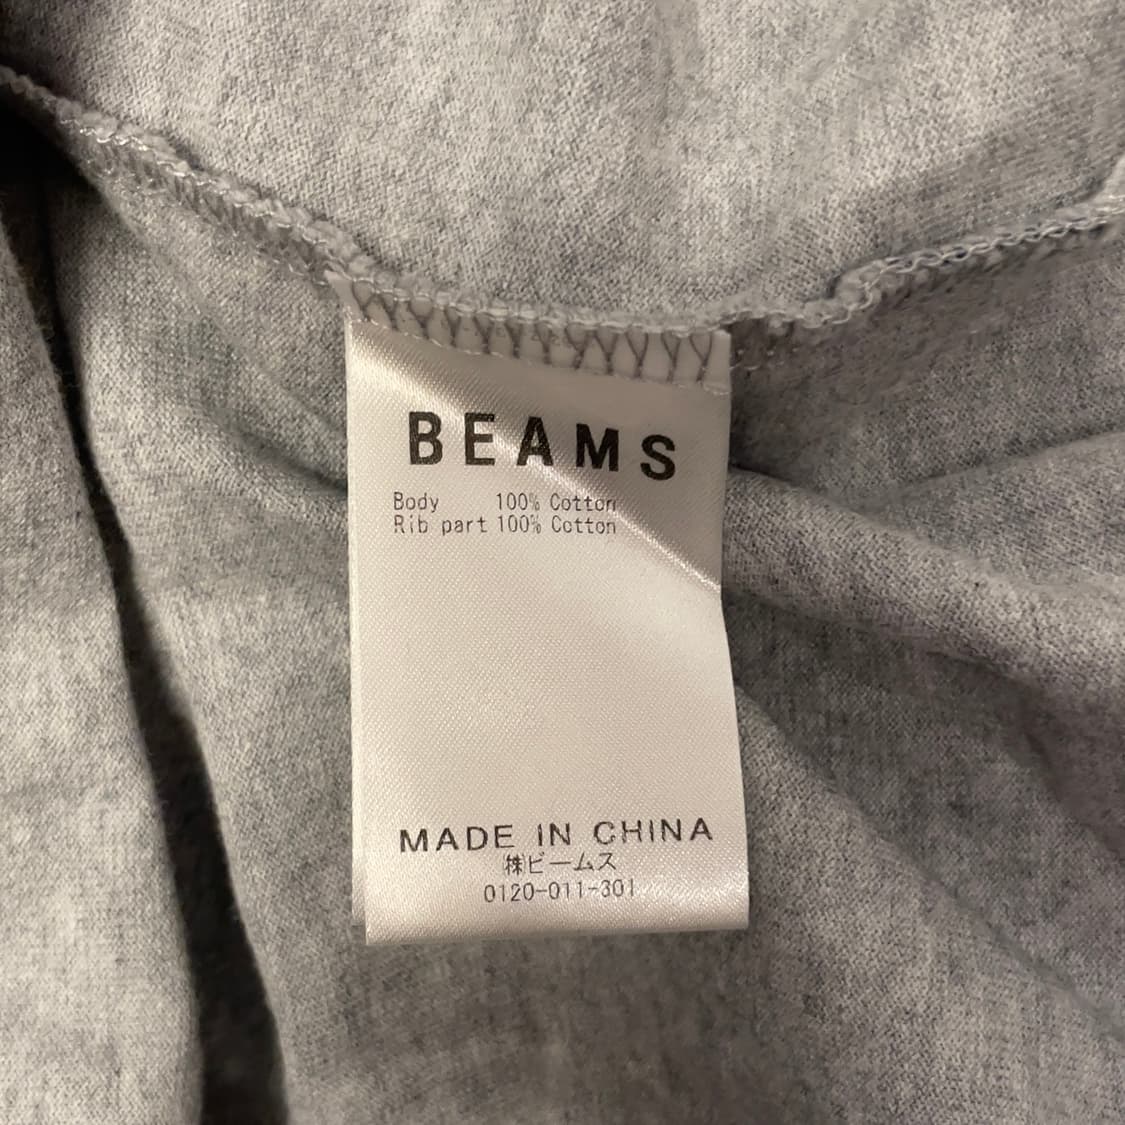 BEAMS
Body 100% Cotton
Rib part 100% Cotton
MADE IN CHINA
㈱ビームス
0120-011-301